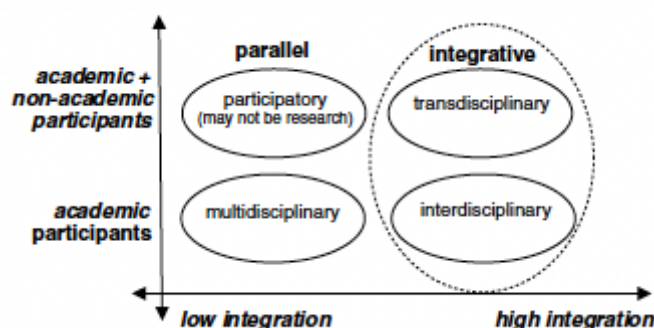 parallel
integrative
academic +
non-academic
participants
participatory
(may not be research)
transdisciplinary
academic
participants
multidisciplinary
interdisciplinary
low integration
high integration